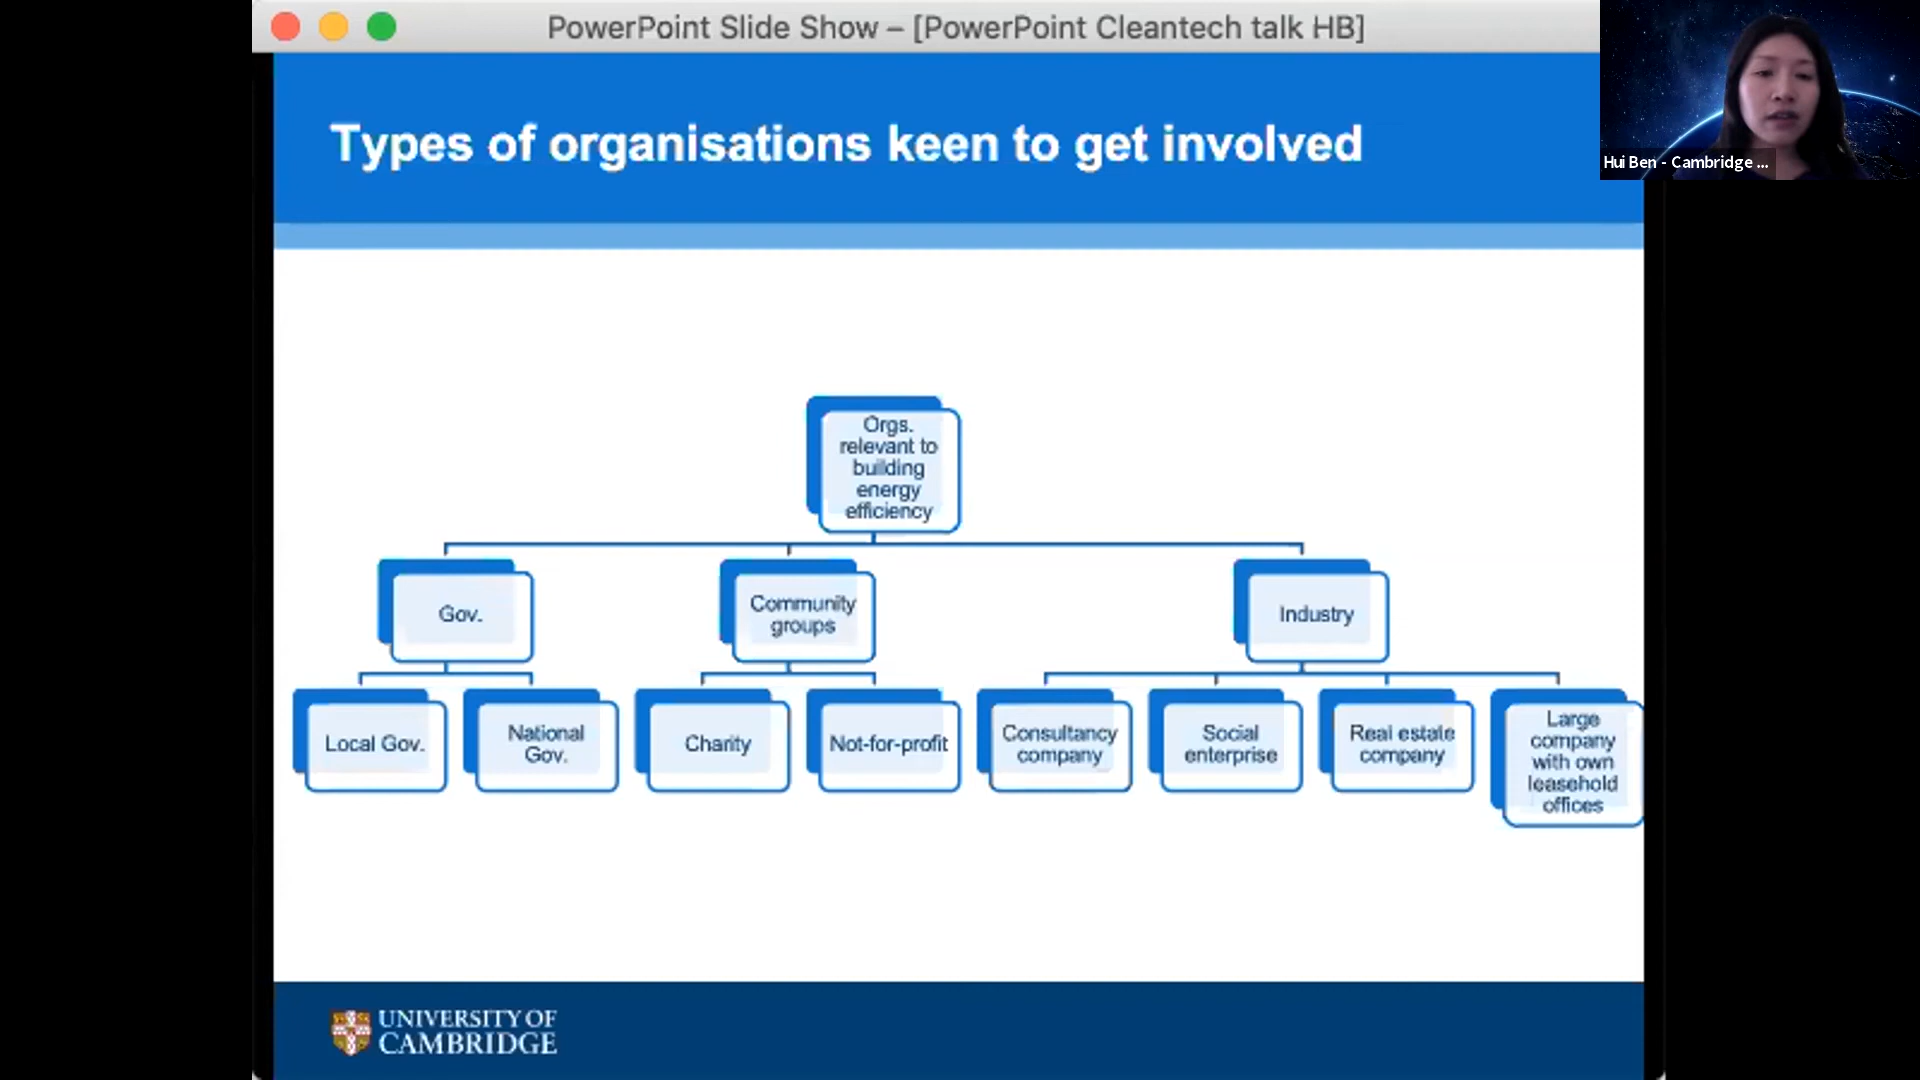 PowerPoint Slide Show – [PowerPoint Cleantech talk HB]
Hui Ben - Cambridge ...
Types of organisations keen to get involved
Orgs.
relevant to
building
energy
efficiency
Gov.
Community
groups
Industry
Local Gov.
National
Gov.
Charity
Not-for-profit
Consultancy
company
Social
enterprise
Real estate
company
Large
company
with own
leasehold
offices
UNIVERSITY OF
CAMBRIDGE